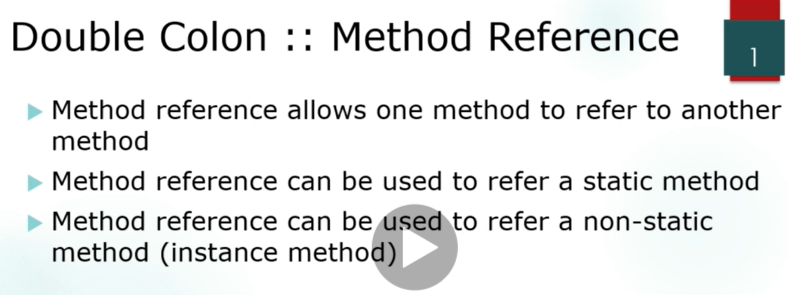 Double Colon :: Method Reference
1
Method reference allows one method to refer to another
method
Method reference can be used to refer a static method
Method reference can be used to refer a non-static
method (instance method)